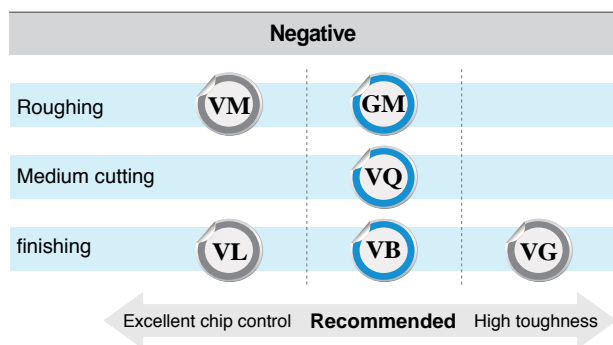 Negative
Roughing VM GM
Medium cutting VQ
finishing VL VB VG
Excellent chip control Recommended High toughness